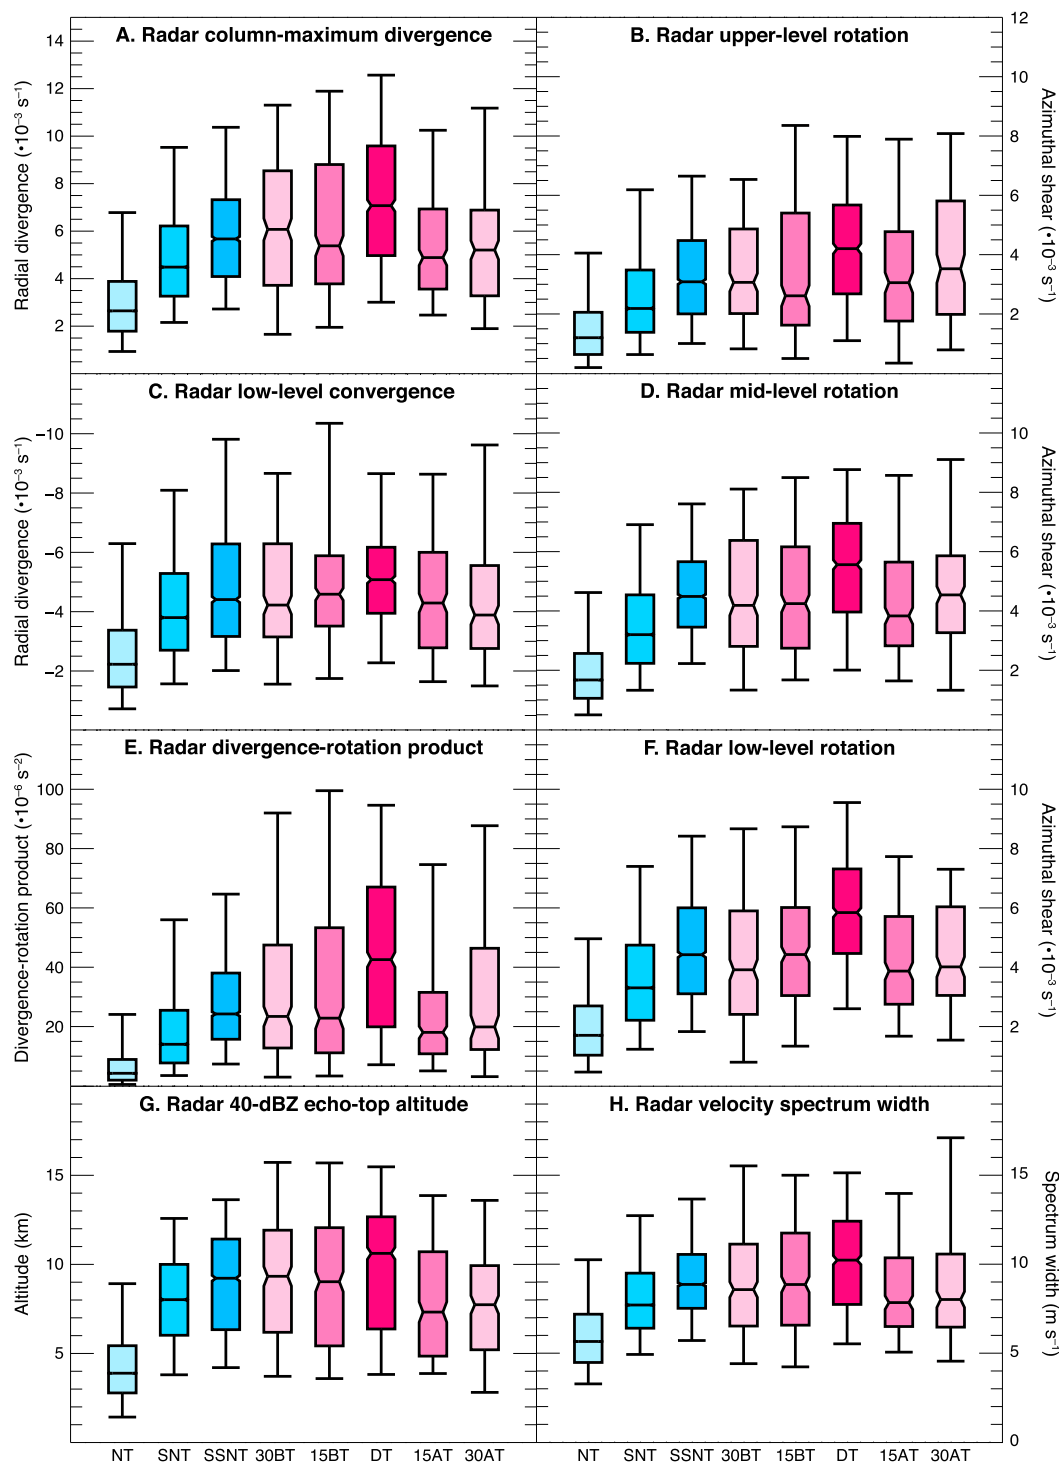 A. Radar column-maximum divergence
14
12
10
8
6
4
2
Radial divergence (•10⁻³ s⁻¹)
B. Radar upper-level rotation
12
10
8
6
4
2
Azimuthal shear (•10⁻³ s⁻¹)
C. Radar low-level convergence
−10
−8
−6
−4
−2
Radial divergence (•10⁻³ s⁻¹)
D. Radar mid-level rotation
10
8
6
4
2
Azimuthal shear (•10⁻³ s⁻¹)
E. Radar divergence-rotation product
100
80
60
40
20
Divergence-rotation product (•10⁻⁶ s⁻²)
F. Radar low-level rotation
10
8
6
4
2
Azimuthal shear (•10⁻³ s⁻¹)
G. Radar 40-dBZ echo-top altitude
15
10
5
Altitude (km)
H. Radar velocity spectrum width
15
10
5
0
Spectrum width (m s⁻¹)
NT SNT SSNT 30BT 15BT DT 15AT 30AT
NT SNT SSNT 30BT 15BT DT 15AT 30AT